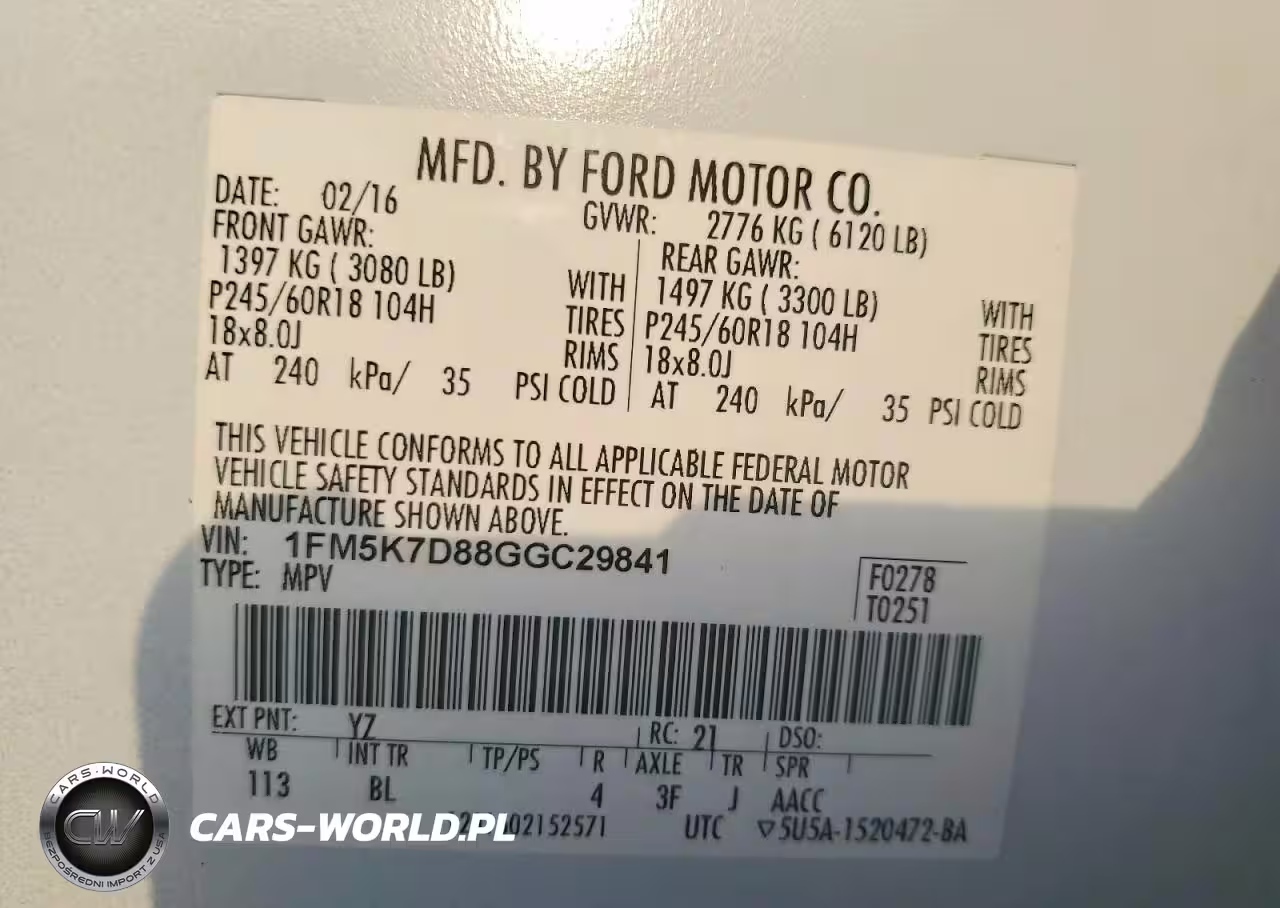 MFD. BY FORD MOTOR CO.
DATE: 02/16 GVWR: 2776 KG ( 6120 LB)
FRONT GAWR: REAR GAWR:
1397 KG ( 3080 LB) WITH 1497 KG ( 3300 LB) WITH
P245/60R18 104H TIRES P245/60R18 104H TIRES
18x8.0J RIMS 18x8.0J RIMS
AT 240 kPa/ 35 PSI COLD AT 240 kPa/ 35 PSI COLD
THIS VEHICLE CONFORMS TO ALL APPLICABLE FEDERAL MOTOR
VEHICLE SAFETY STANDARDS IN EFFECT ON THE DATE OF
MANUFACTURE SHOWN ABOVE.
VIN: 1FM5K7D88GGC29841
TYPE: MPV
F0278
T0251
EXT PNT: YZ RC: 21 DSO:
WB INT TR TP/PS R AXLE TR SPR
113 BL 4 3F J AACC
UTC ▽5U5A-1520472-BA
CARS-WORLD
CW
BEZPOŚREDNI IMPORT Z USA
CARS-WORLD.PL